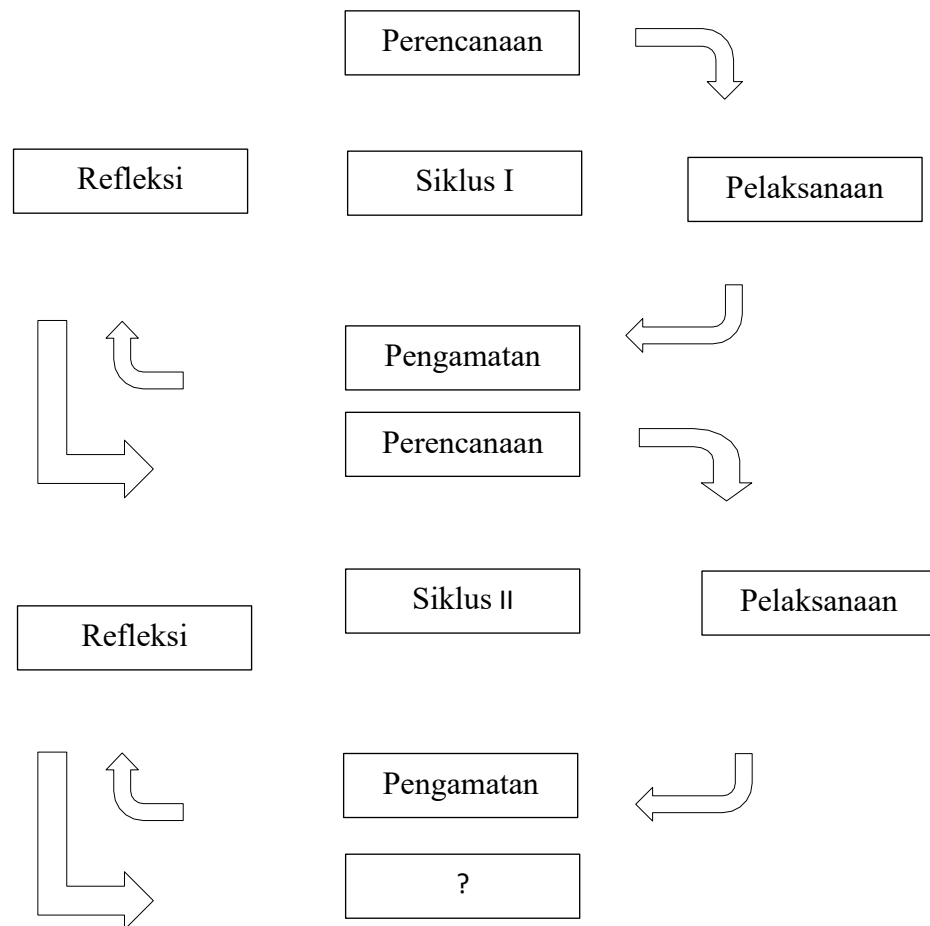 Perencanaan
Refleksi
Siklus I
Pelaksanaan
Pengamatan
Perencanaan
Siklus II
Pelaksanaan
Refleksi
Pengamatan
?